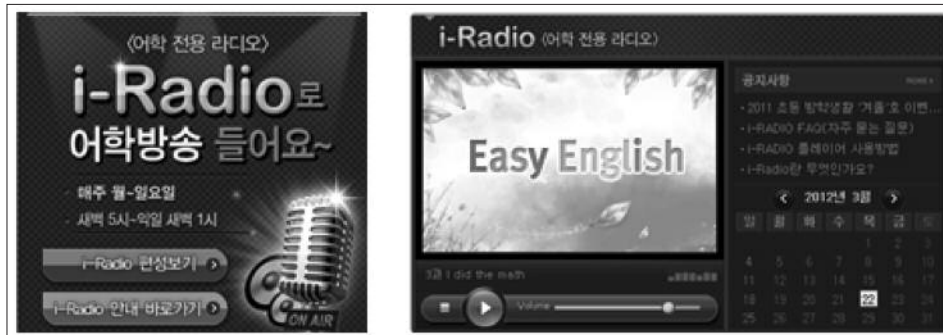 〈어학 전용 라디오〉
i-Radio로
어학방송 들어요~
· 매주 월~일요일
· 새벽 5시~익일 새벽 1시
i-Radio 편성보기
i-Radio 안내 바로가기
ON AIR
i-Radio 〈어학 전용 라디오〉
Easy English
3과 I did the math
Volume
공지사항
MORE
· 2011 초등 방학생활 '겨울'호 이벤...
· i-RADIO FAQ(자주 묻는 질문)
· i-RADIO 플레이어 사용방법
· i-Radio란 무엇인가요?
2012년 3월
일 월 화 수 목 금 토
1 2 3
4 5 6 7 8 9 10
11 12 13 14 15 16 17
18 19 20 21 22 23 24
25 26 27 28 29 30 31